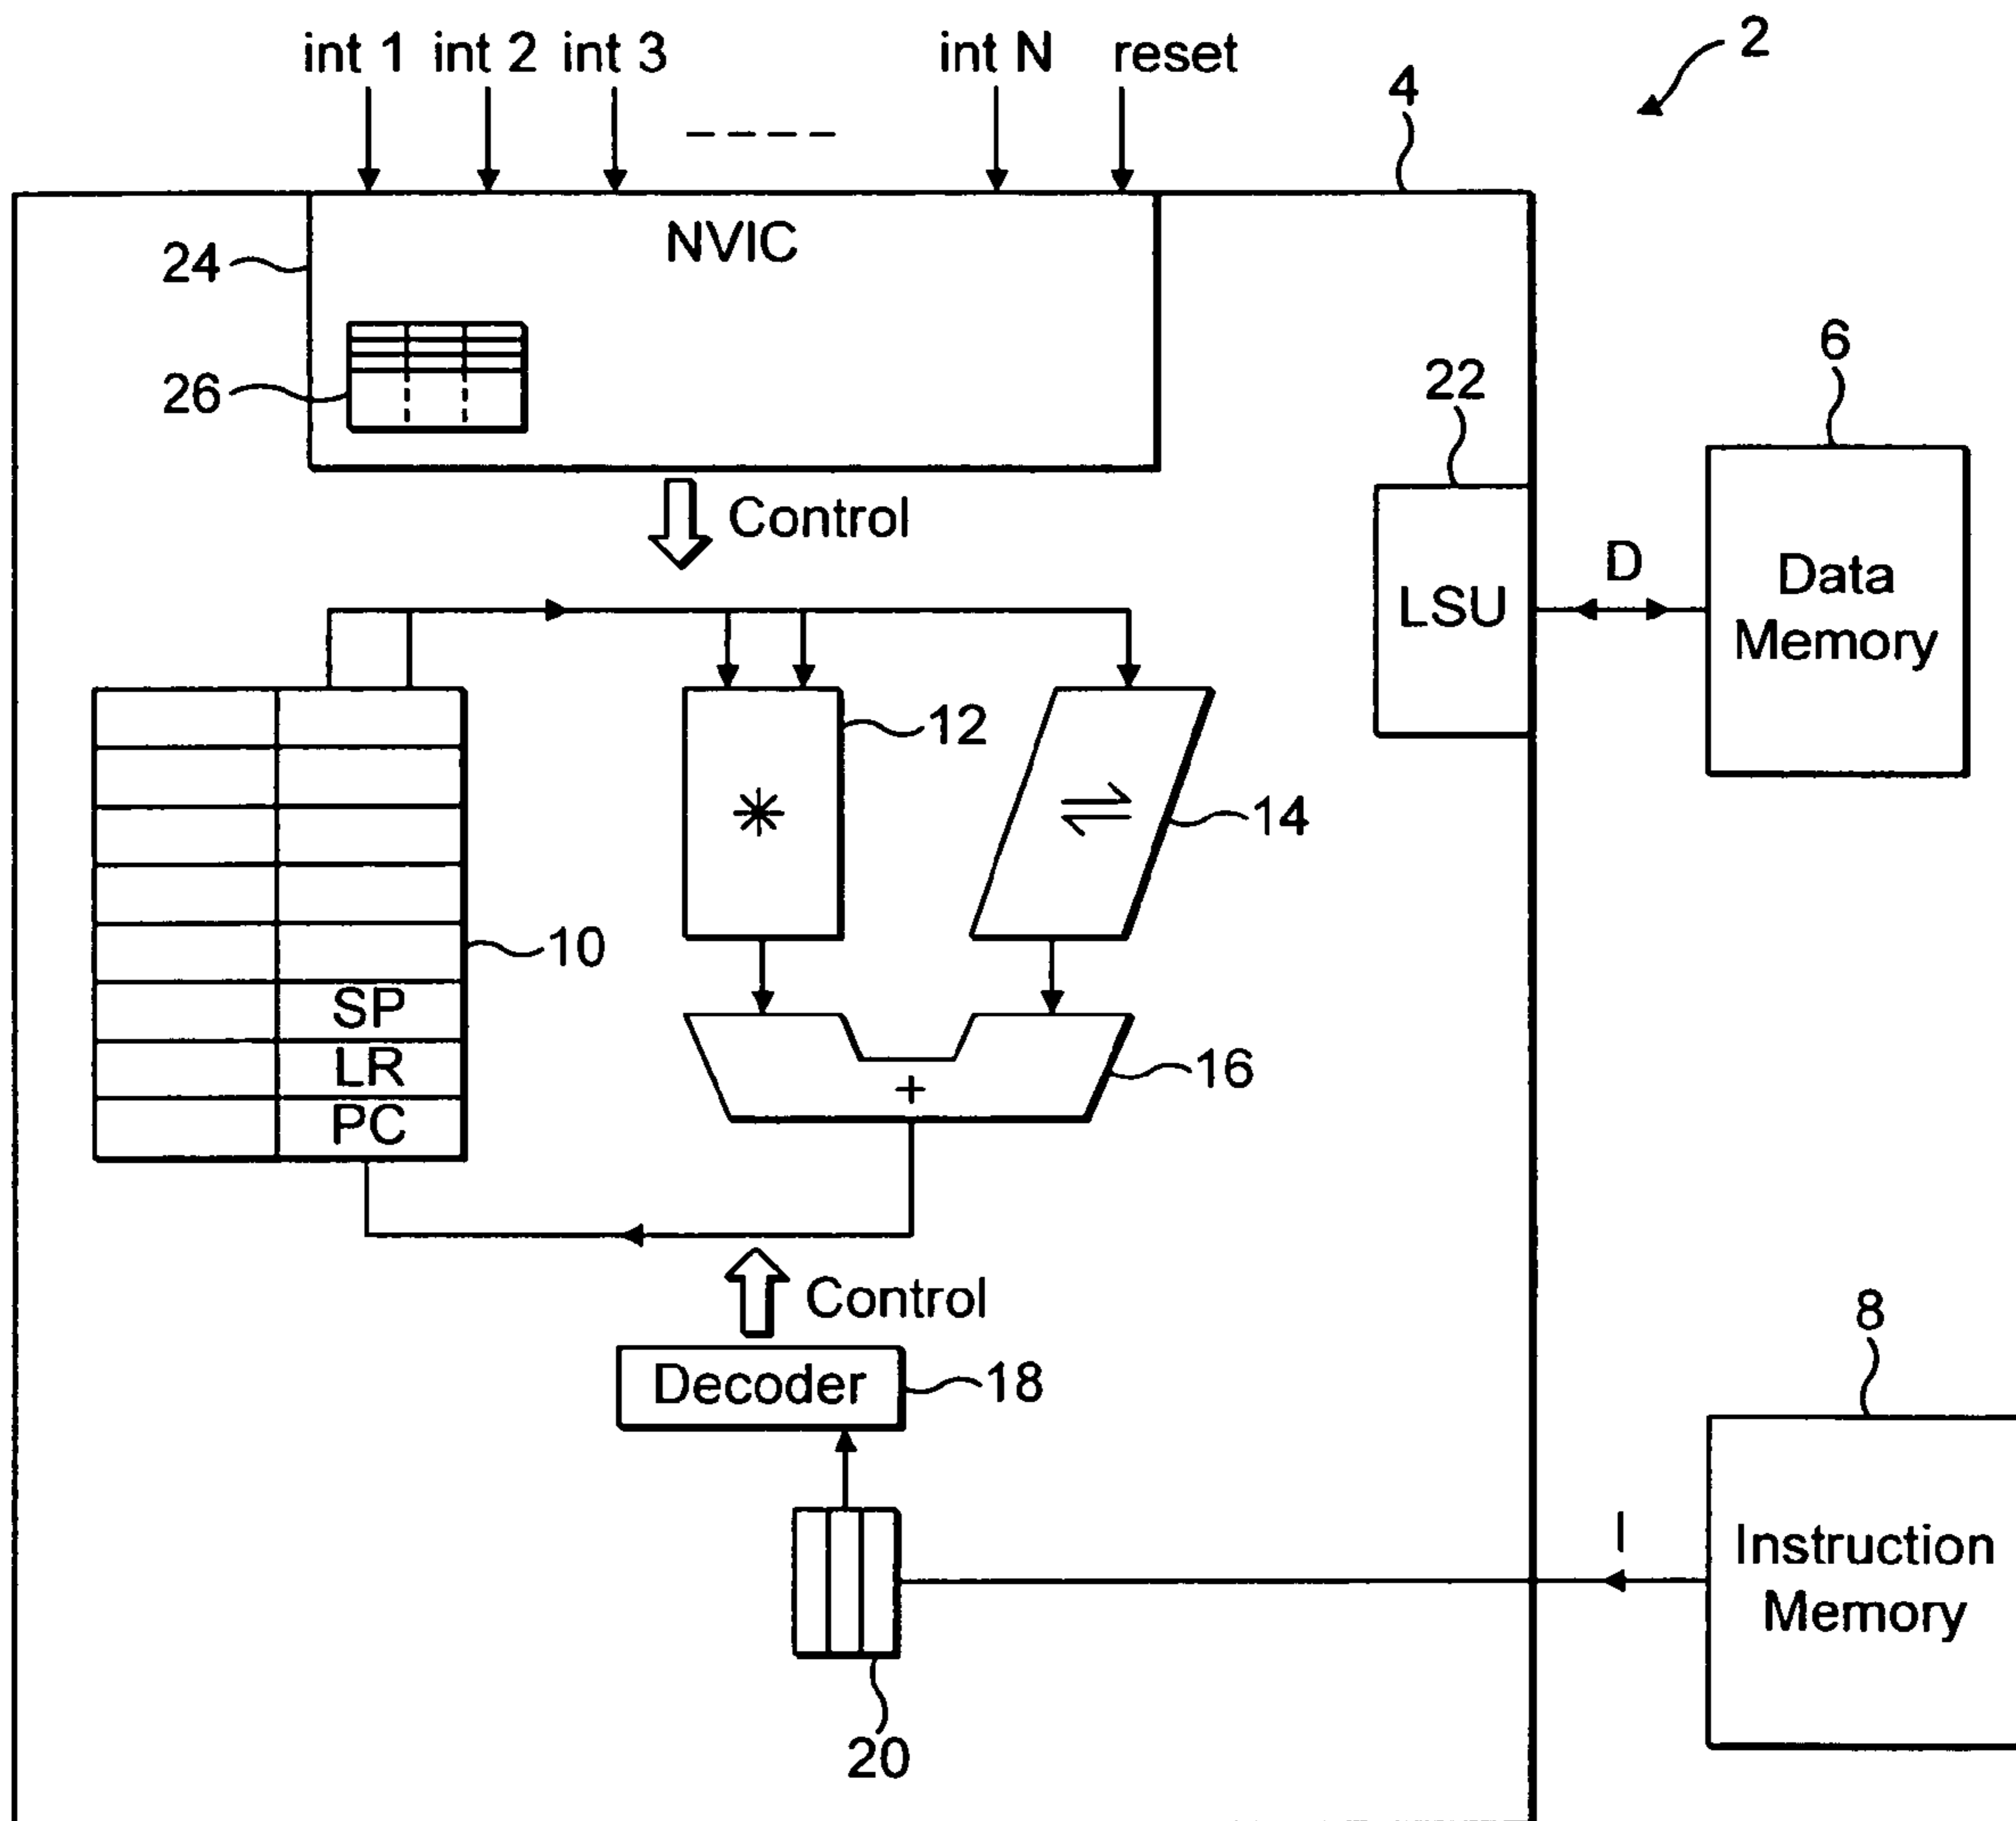 int 1 int 2 int 3 int N reset
2
4
NVIC
24
26
Control
22
LSU
D
6
Data
Memory
12
*
14
10
SP
LR
PC
+
16
Control
Decoder
18
20
I
8
Instruction
Memory